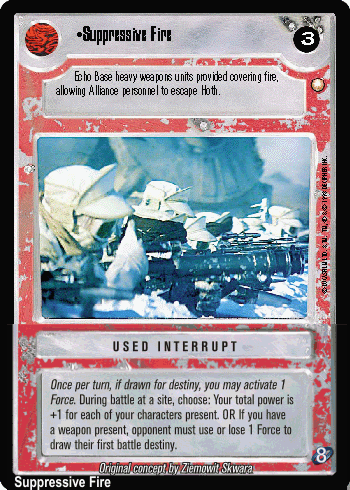 •Suppressive Fire
3
Echo Base heavy weapons units provided covering fire,
allowing Alliance personnel to escape Hoth.
USED INTERRUPT
Once per turn, if drawn for destiny, you may activate 1
Force. During battle at a site, choose: Your total power is
+1 for each of your characters present. OR If you have
a weapon present, opponent must use or lose 1 Force to
draw their first battle destiny.
8
Original concept by Ziemowit Skwara
Suppressive Fire